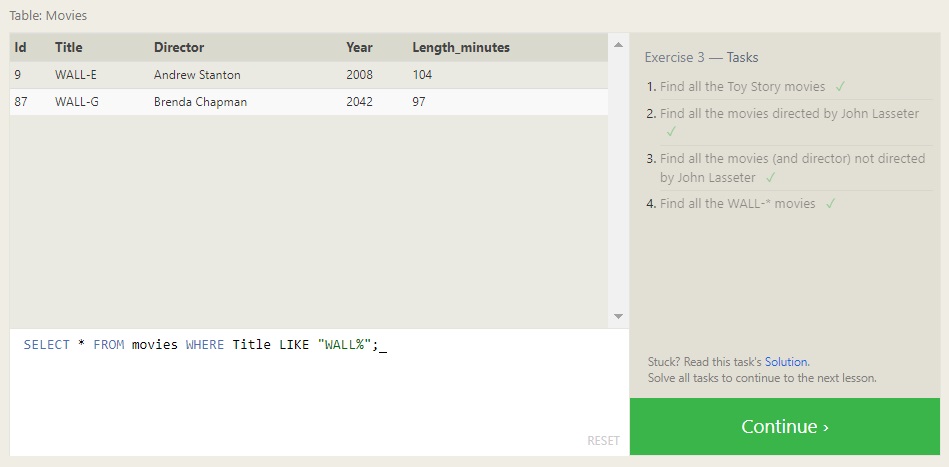 Table: Movies
Id Title Director Year Length_minutes
9 WALL-E Andrew Stanton 2008 104
87 WALL-G Brenda Chapman 2042 97
SELECT * FROM movies WHERE Title LIKE "WALL%";_
RESET
Exercise 3 — Tasks
1. Find all the Toy Story movies ✓
2. Find all the movies directed by John Lasseter
✓
3. Find all the movies (and director) not directed
by John Lasseter ✓
4. Find all the WALL-* movies ✓
Stuck? Read this task's Solution.
Solve all tasks to continue to the next lesson.
Continue ›